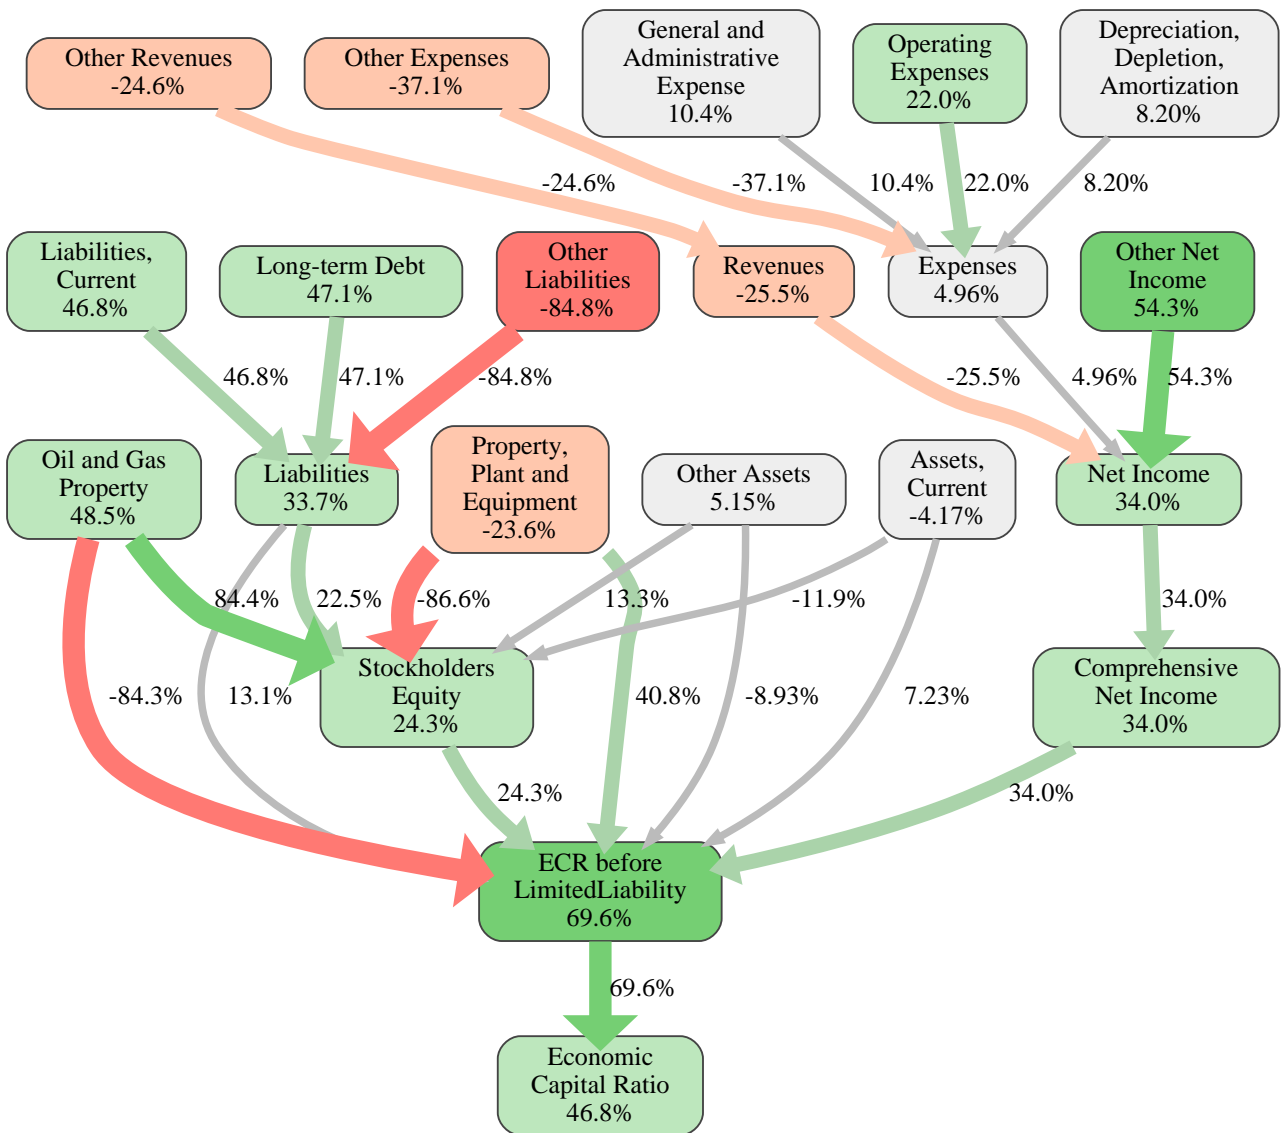 Other Revenues
-24.6%
Other Expenses
-37.1%
General and
Administrative
Expense
10.4%
Operating
Expenses
22.0%
Depreciation,
Depletion,
Amortization
8.20%
-24.6%
-37.1%
10.4%
22.0%
8.20%
Liabilities,
Current
46.8%
Long-term Debt
47.1%
Other
Liabilities
-84.8%
Revenues
-25.5%
Expenses
4.96%
Other Net
Income
54.3%
46.8%
47.1%
-84.8%
-25.5%
4.96%
54.3%
Oil and Gas
Property
48.5%
Liabilities
33.7%
Property,
Plant and
Equipment
-23.6%
Other Assets
5.15%
Assets,
Current
-4.17%
Net Income
34.0%
84.4%
22.5%
-86.6%
13.3%
-11.9%
34.0%
Stockholders
Equity
24.3%
Comprehensive
Net Income
34.0%
-84.3%
13.1%
40.8%
-8.93%
7.23%
24.3%
34.0%
ECR before
LimitedLiability
69.6%
69.6%
Economic
Capital Ratio
46.8%